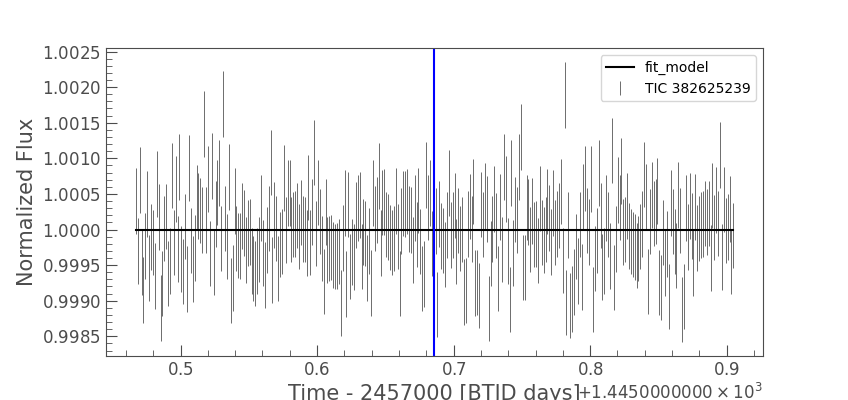 1.0025
1.0020
1.0015
1.0010
1.0005
1.0000
0.9995
0.9990
0.9985
Normalized Flux
fit_model
TIC 382625239
0.5
0.6
0.7
0.8
0.9
Time - 2457000 [BTJD days]
+1.4450000000 × 10³